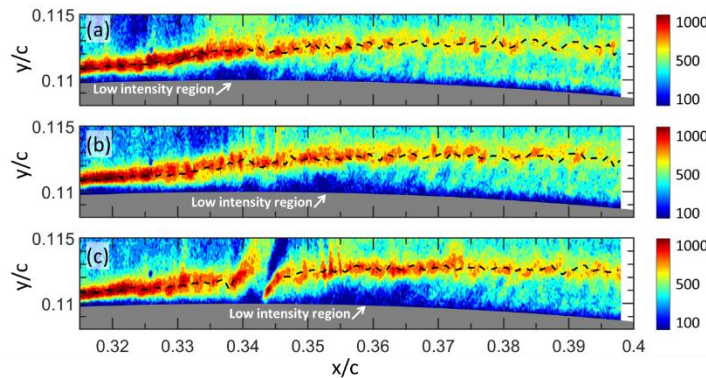 (a)
0.115
y/c
0.11
Low intensity region
1000
500
100
(b)
0.115
y/c
0.11
Low intensity region
1000
500
100
(c)
0.115
y/c
0.11
Low intensity region
1000
500
100
0.32 0.33 0.34 0.35 0.36 0.37 0.38 0.39 0.4
x/c